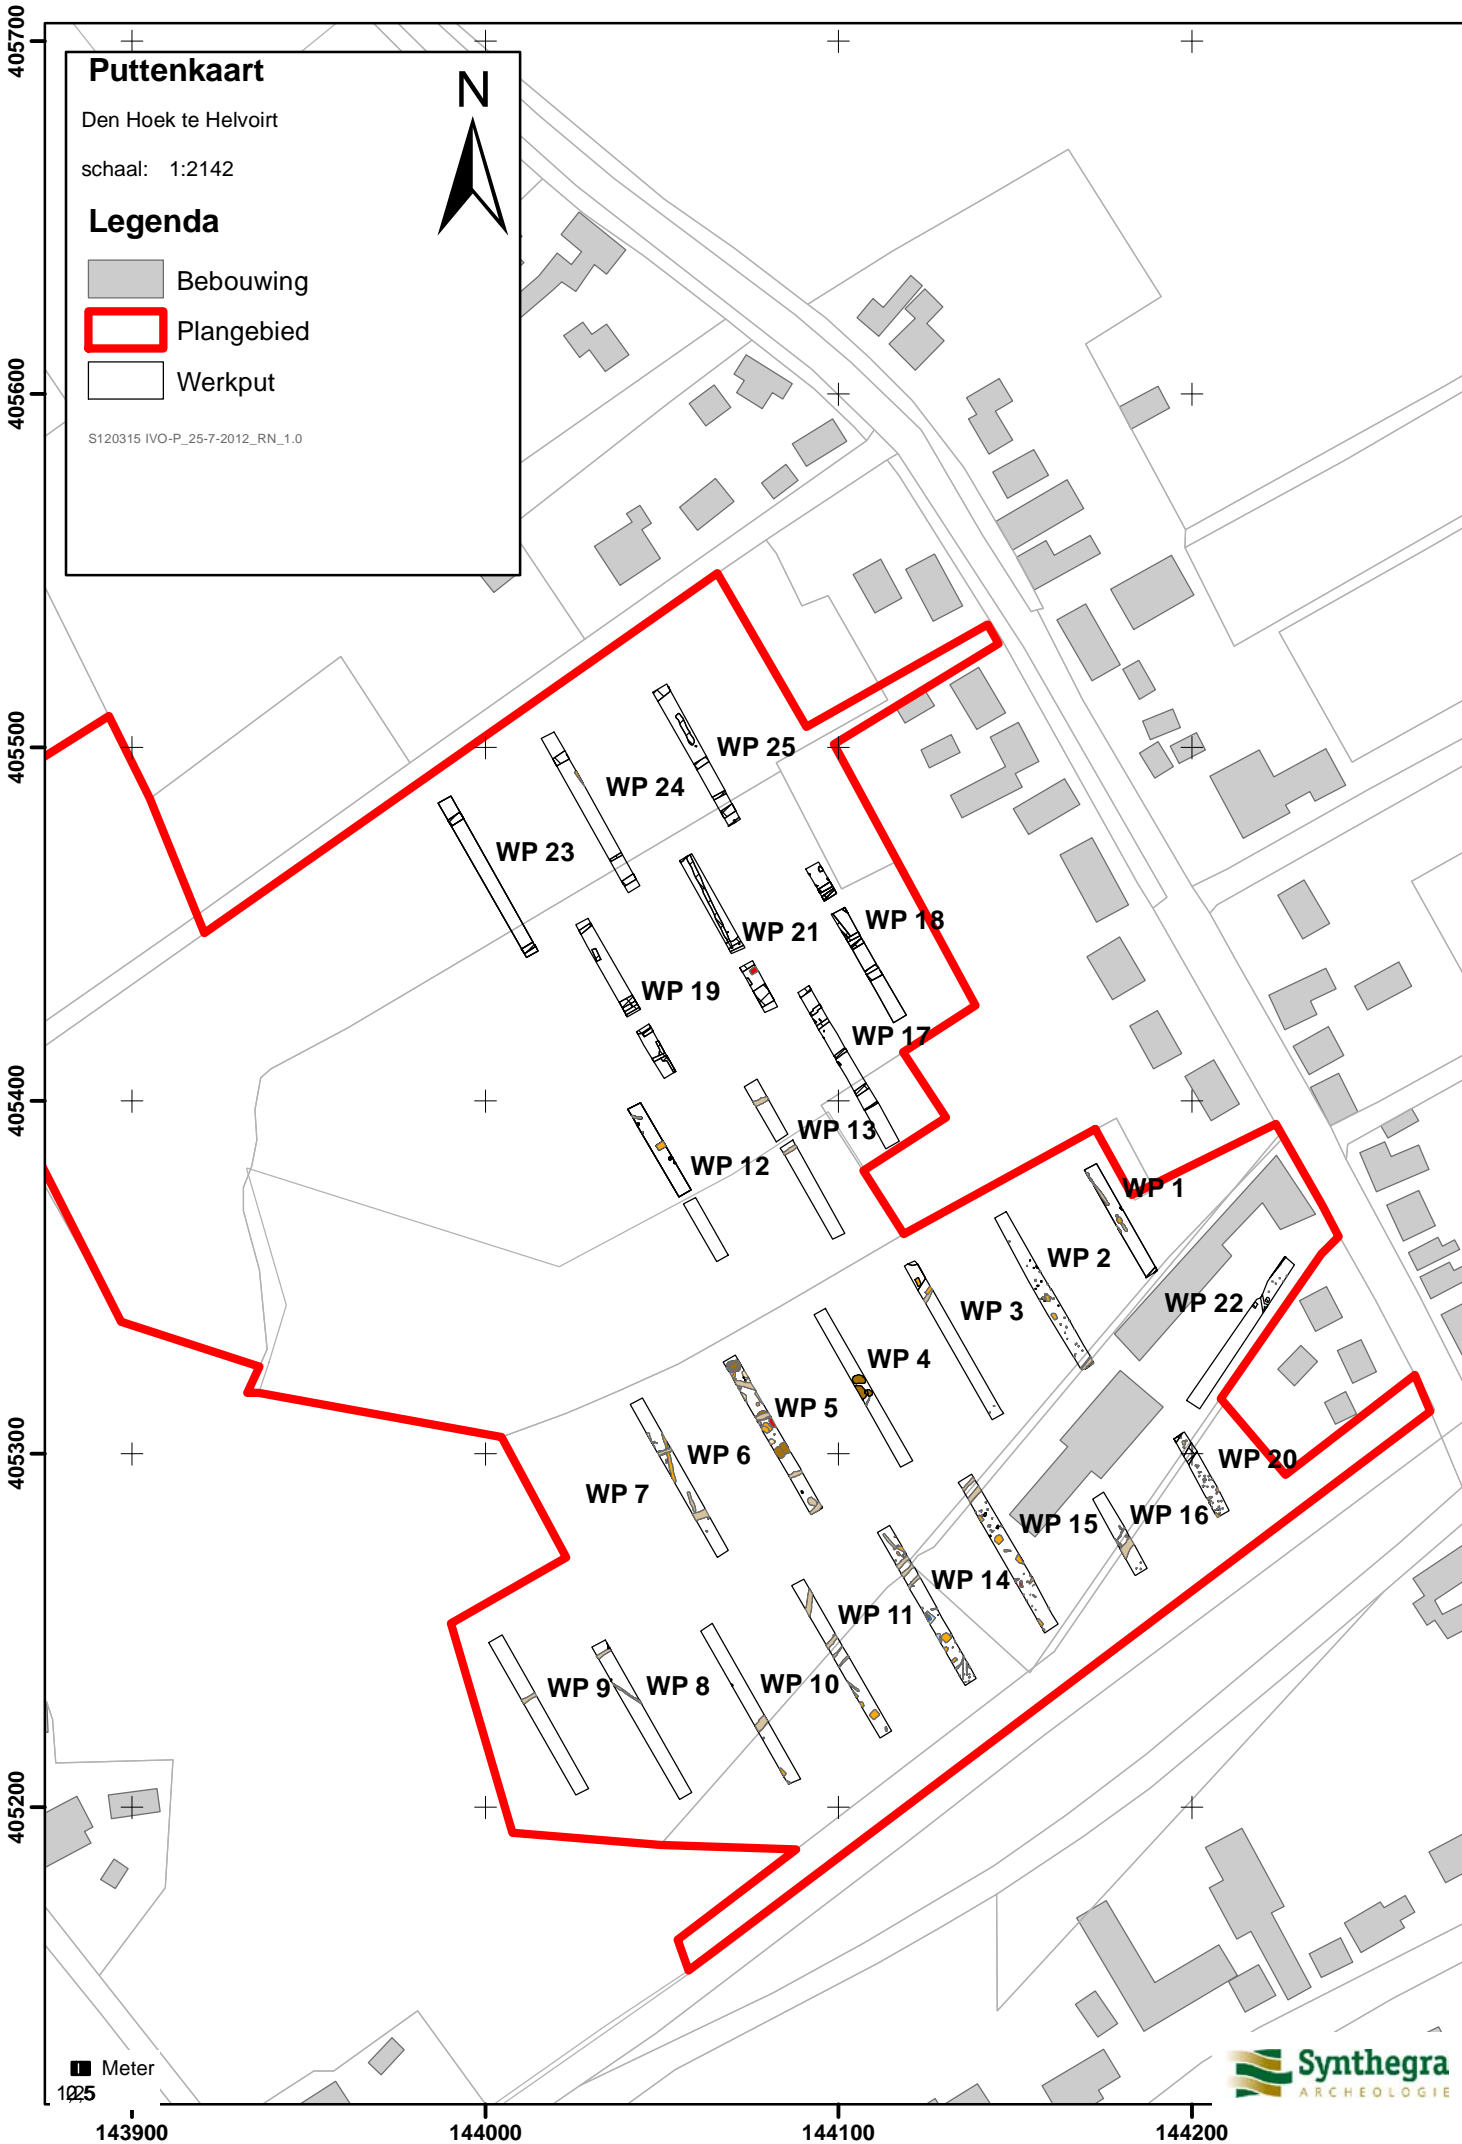 Puttenkaart
Den Hoek te Helvoirt
schaal: 1:2142
N
Legenda
Bebouwing
Plangebied
Werkput
S120315 IVO-P_25-7-2012_RN_1.0
405700
405600
405500
405400
405300
405200
WP 25
WP 24
WP 23
WP 18
WP 21
WP 19
WP 17
WP 13
WP 12
WP 1
WP 2
WP 22
WP 3
WP 4
WP 5
WP 6
WP 20
WP 7
WP 16
WP 15
WP 14
WP 11
WP 10
WP 9
WP 8
Meter
Synthegra
ARCHEOLOGIE
143900
144000
144100
144200